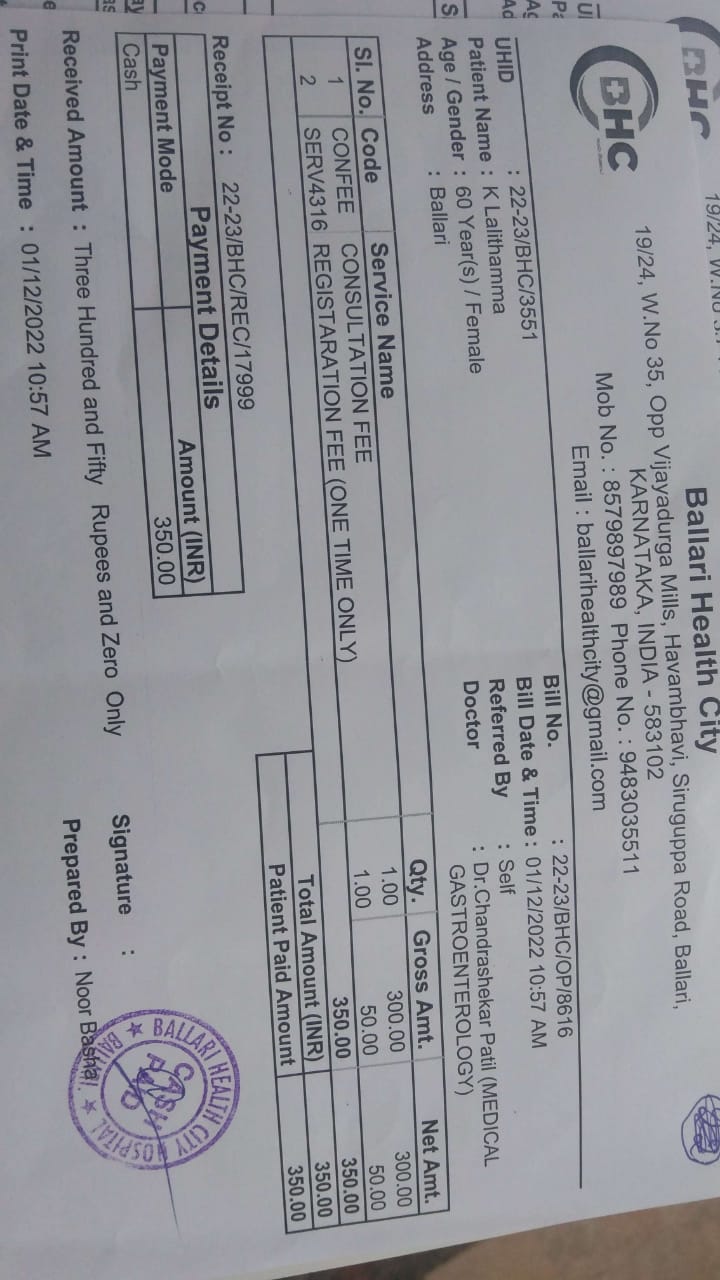 BHC
19/24, W.No
Ballari Health City
BHC
19/24, W.No 35, Opp Vijayadurga Mills, Havambhavi, Siruguppa Road, Ballari,
KARNATAKA, INDIA - 583102
Mob No. : 8579897989 Phone No. : 9483035511
Email : ballarihealthcity@gmail.com
UHID : 22-23/BHC/3551
Patient Name : K Lalithamma
Age / Gender : 60 Year(s) / Female
Address : Ballari
Bill No. : 22-23/BHC/OP/8616
Bill Date & Time : 01/12/2022 10:57 AM
Referred By : Self
Doctor : Dr.Chandrashekar Patil (MEDICAL
GASTROENTEROLOGY)
Sl. No. Code Service Name Qty. Gross Amt. Net Amt.
1 CONFEE CONSULTATION FEE 1.00 300.00 300.00
2 SERV4316 REGISTARATION FEE (ONE TIME ONLY) 1.00 50.00 50.00
350.00 350.00
Total Amount (INR) 350.00
Patient Paid Amount 350.00
Receipt No : 22-23/BHC/REC/17999
Payment Details
Payment Mode Amount (INR)
Cash 350.00
Received Amount : Three Hundred and Fifty Rupees and Zero Only
Print Date & Time : 01/12/2022 10:57 AM
Signature :
Prepared By : Noor Basha
BALLARI HEALTH CITY HOSPITAL
CASH
PAID
BALLARI